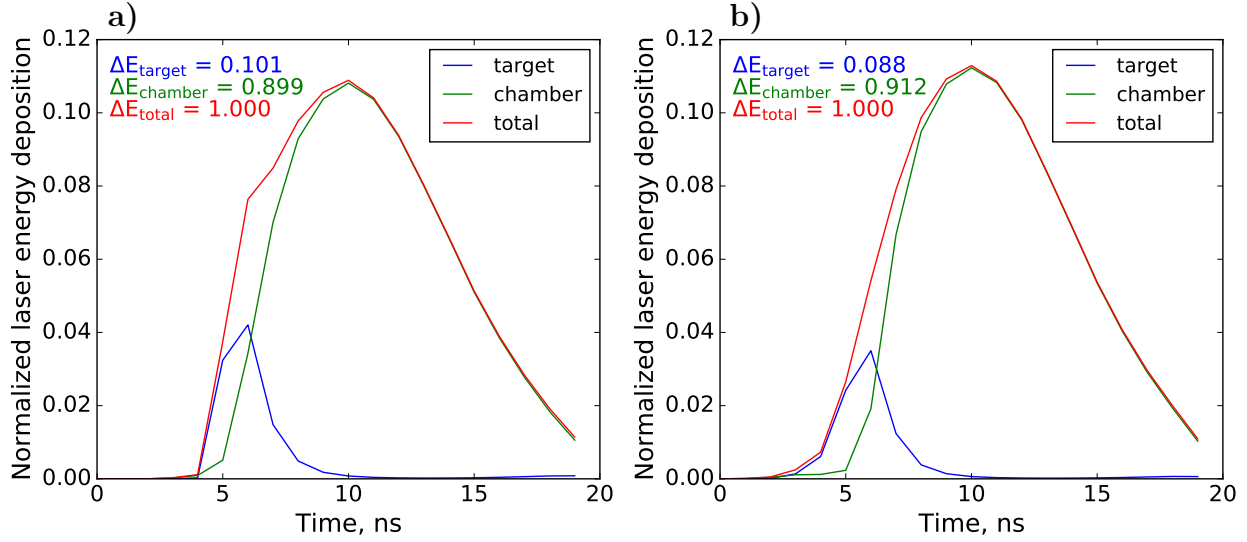 a)
Normalized laser energy deposition
0.12
0.10
0.08
0.06
0.04
0.02
0.00
ΔE_target = 0.101
ΔE_chamber = 0.899
ΔE_total = 1.000
target
chamber
total
0 5 10 15 20
Time, ns
b)
Normalized laser energy deposition
0.12
0.10
0.08
0.06
0.04
0.02
0.00
ΔE_target = 0.088
ΔE_chamber = 0.912
ΔE_total = 1.000
target
chamber
total
0 5 10 15 20
Time, ns